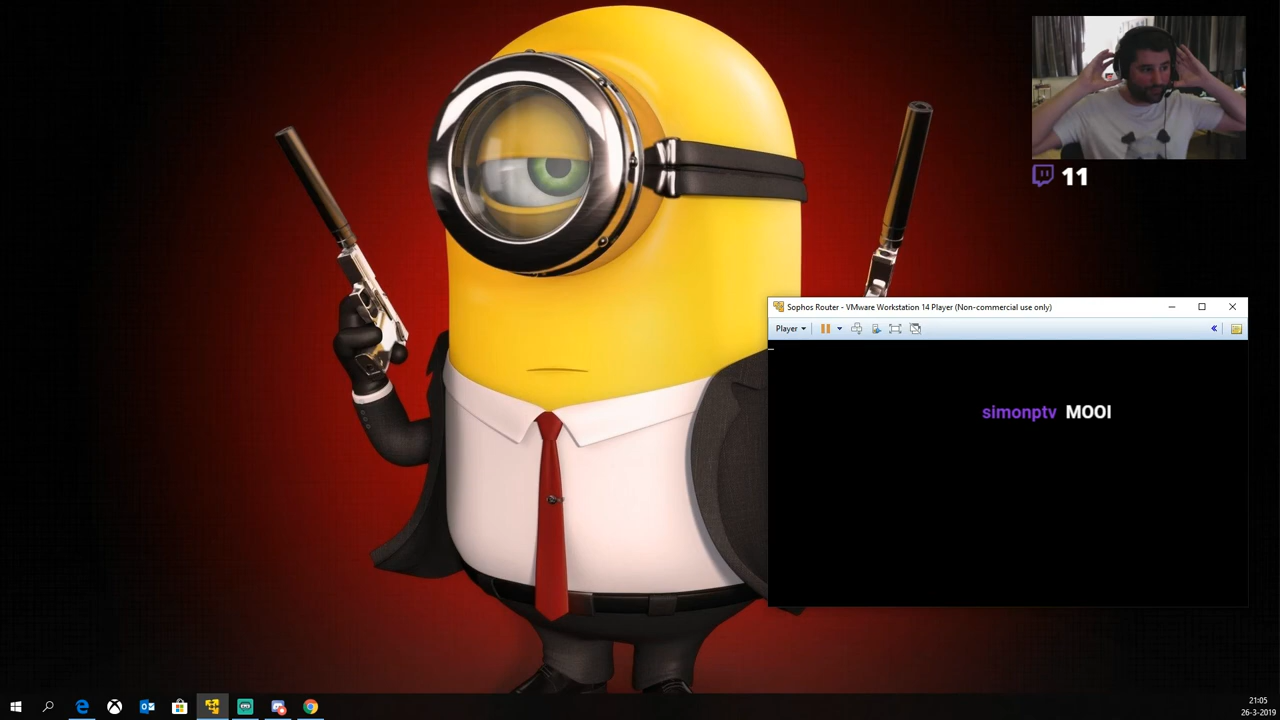 11
Sophos Router - VMware Workstation 14 Player (Non-commercial use only)
Player
simonptv MOOI
21:05
26-3-2019